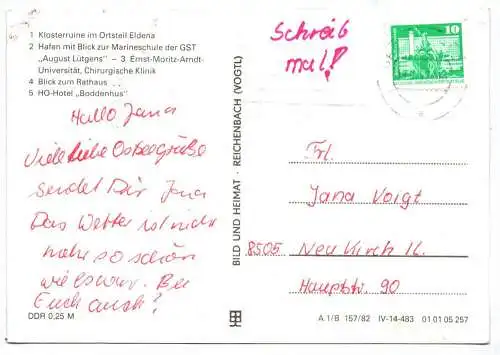 1 Klosterruine im Ortsteil Eldena
2 Hafen mit Blick zur Marineschule der GST
„August Lütgens" – 3 Ernst-Moritz-Arndt-
Universität, Chirurgische Klinik
4 Blick zum Rathaus
5 HO-Hotel „Boddenhus"
Hallo Jana
Viele liebe Ostseegrüße
sendet Dir Jena
Das Wetter ist nicht
mehr so schön
wie es war. Bei
Euch auch?
DDR 0,25 M
BILD UND HEIMAT · REICHENBACH (VOGTL)
Schreib
mal!
10
Frl.
Jana Voigt
8505 Neukirch
Hauptstr. 90
A 1/B 157/82 IV-14-483 01 01 05 257